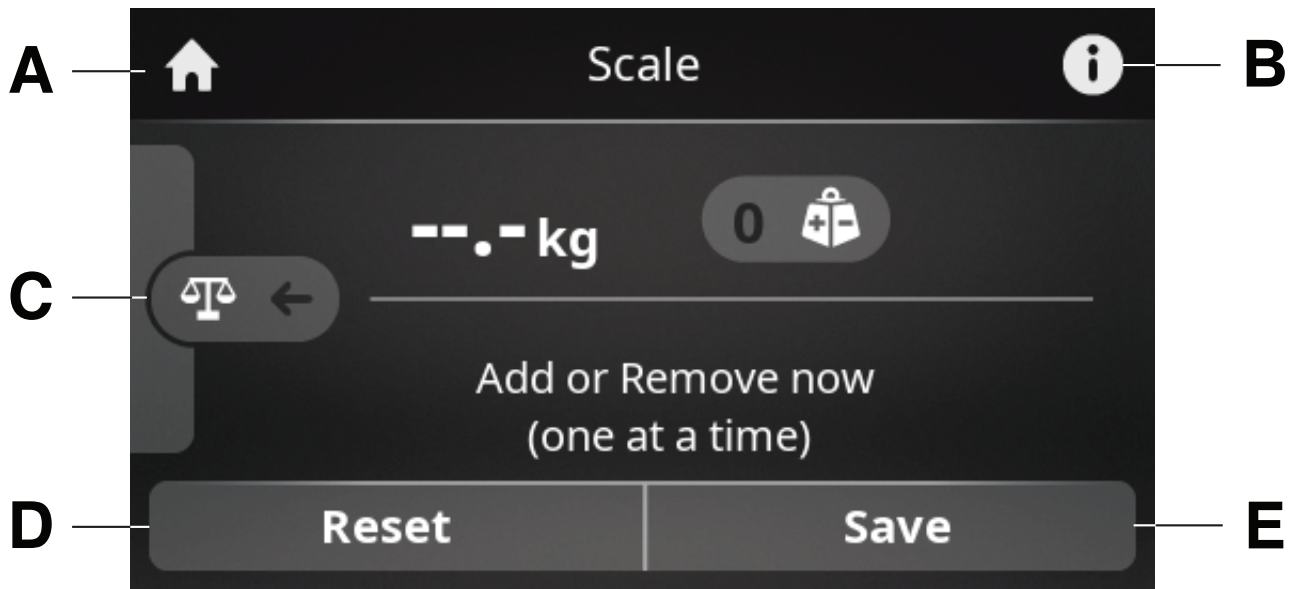 A
Scale
B
--.- kg
0
C
Add or Remove now
(one at a time)
D
Reset
Save
E